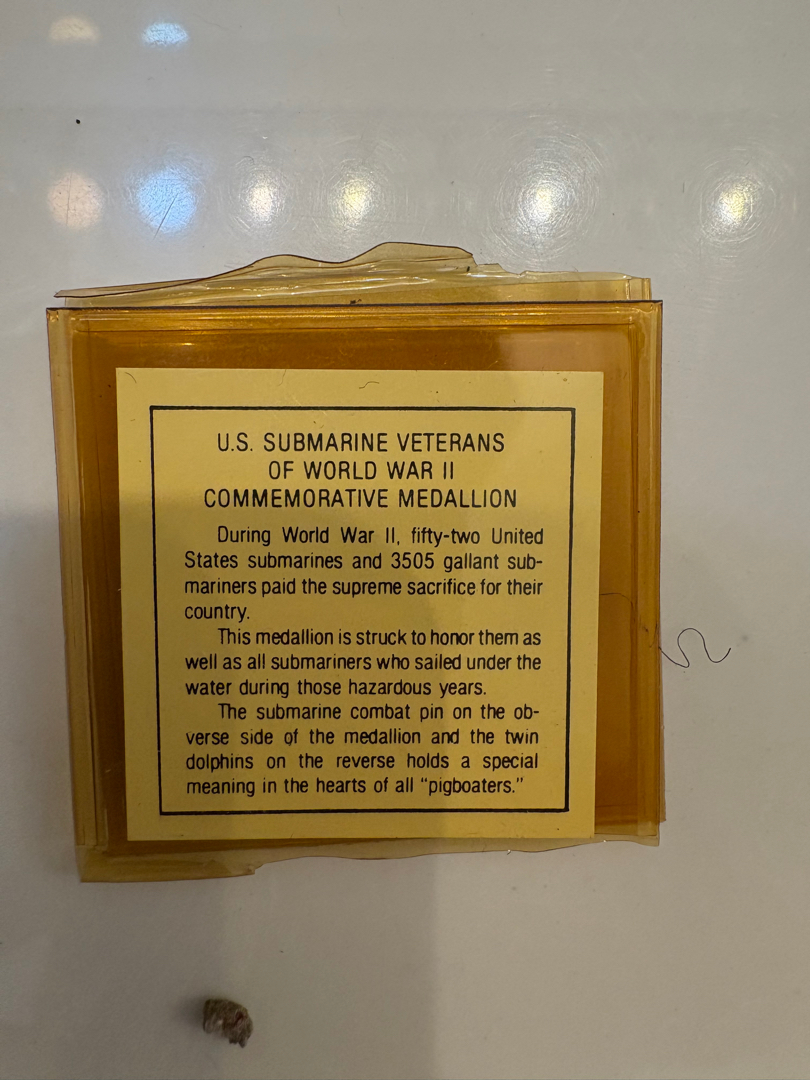 U.S. SUBMARINE VETERANS
OF WORLD WAR II
COMMEMORATIVE MEDALLION
During World War II, fifty-two United
States submarines and 3505 gallant sub-
mariners paid the supreme sacrifice for their
country.
This medallion is struck to honor them as
well as all submariners who sailed under the
water during those hazardous years.
The submarine combat pin on the ob-
verse side of the medallion and the twin
dolphins on the reverse holds a special
meaning in the hearts of all "pigboaters."